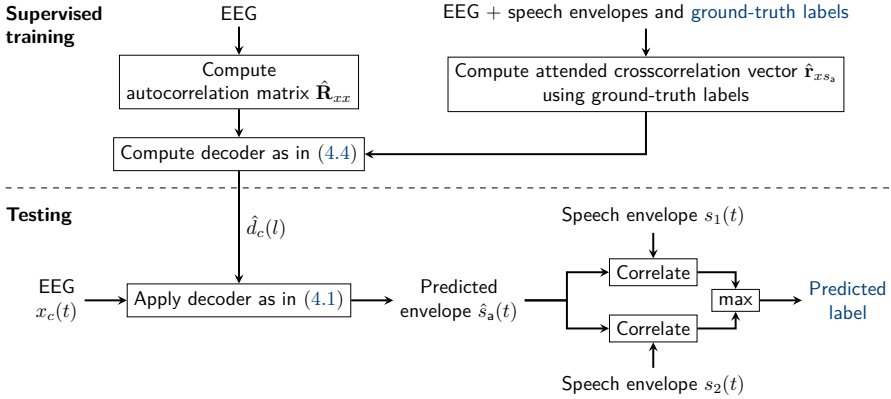 Supervised
training
EEG
EEG + speech envelopes and ground-truth labels
Compute
autocorrelation matrix R̂xx
Compute attended crosscorrelation vector r̂xsa
using ground-truth labels
Compute decoder as in (4.4)
Testing
d̂c(l)
Speech envelope s1(t)
EEG
xc(t)
Apply decoder as in (4.1)
Predicted
envelope ŝa(t)
Correlate
max
Predicted
label
Correlate
Speech envelope s2(t)